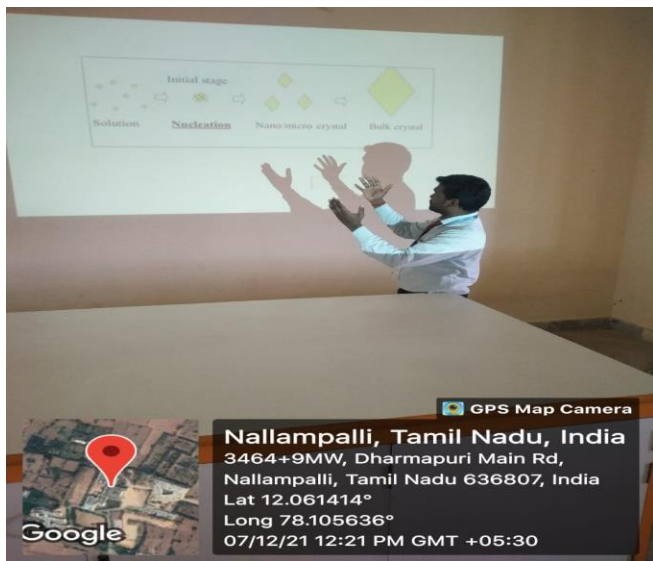 Initial stage
Solution Nucleation Nano/micro crystal Bulk crystal
GPS Map Camera
Nallampalli, Tamil Nadu, India
3464+9MW, Dharmapuri Main Rd,
Nallampalli, Tamil Nadu 636807, India
Lat 12.061414°
Long 78.105636°
07/12/21 12:21 PM GMT +05:30
Google